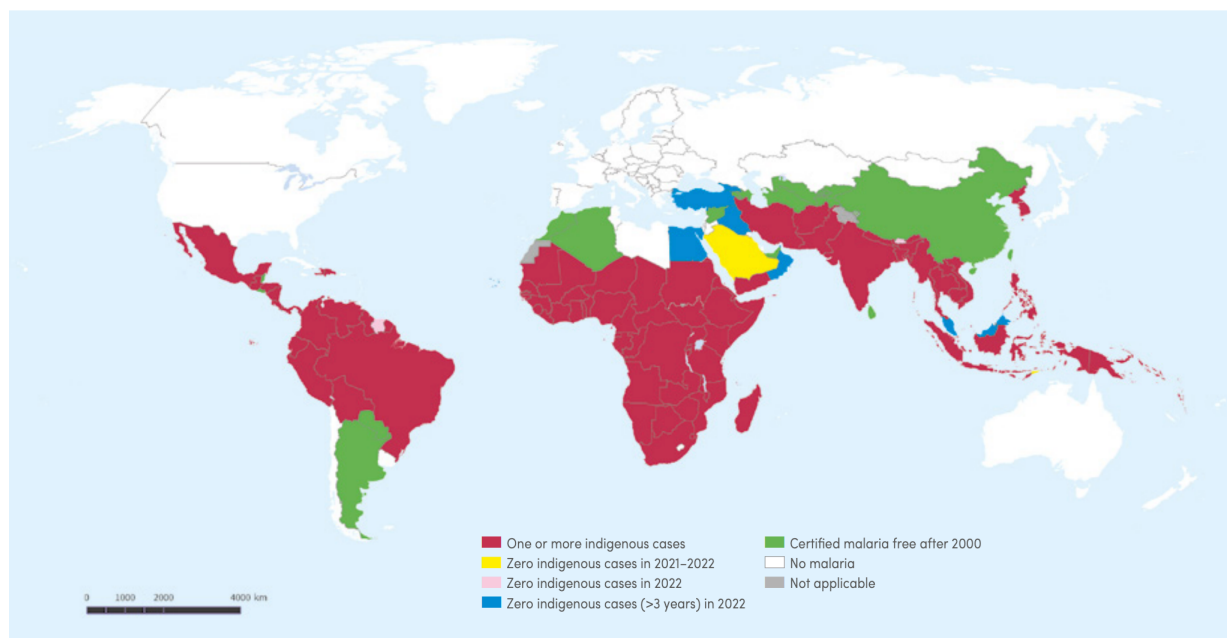 One or more indigenous cases
Zero indigenous cases in 2021–2022
Zero indigenous cases in 2022
Zero indigenous cases (>3 years) in 2022
Certified malaria free after 2000
No malaria
Not applicable
0 1000 2000 4000 km